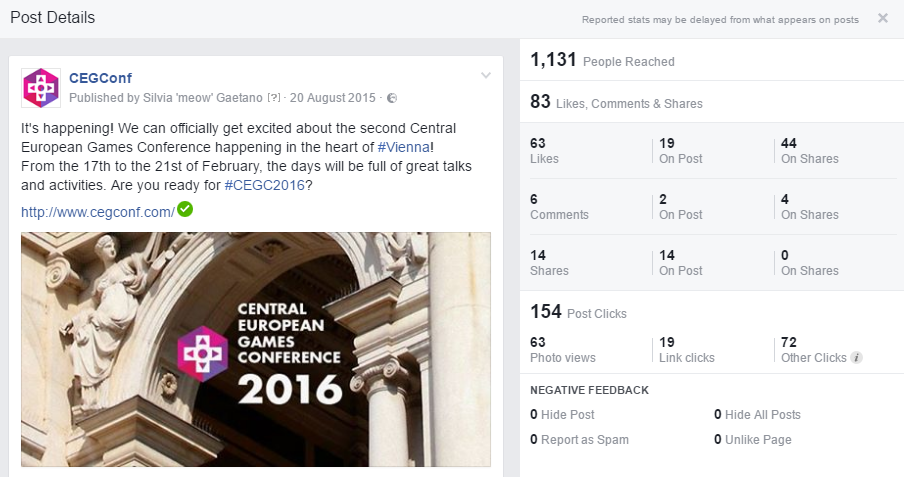 Post Details
Reported stats may be delayed from what appears on posts
CEGConf
Published by Silvia 'meow' Gaetano [?] · 20 August 2015 ·
It's happening! We can officially get excited about the second Central
European Games Conference happening in the heart of #Vienna!
From the 17th to the 21st of February, the days will be full of great talks
and activities. Are you ready for #CEGC2016?
http://www.cegconf.com/
CENTRAL
EUROPEAN
GAMES
CONFERENCE
2016
1,131 People Reached
83 Likes, Comments & Shares
63 19 44
Likes On Post On Shares
6 2 4
Comments On Post On Shares
14 14 0
Shares On Post On Shares
154 Post Clicks
63 19 72
Photo views Link clicks Other Clicks i
NEGATIVE FEEDBACK
0 Hide Post 0 Hide All Posts
0 Report as Spam 0 Unlike Page